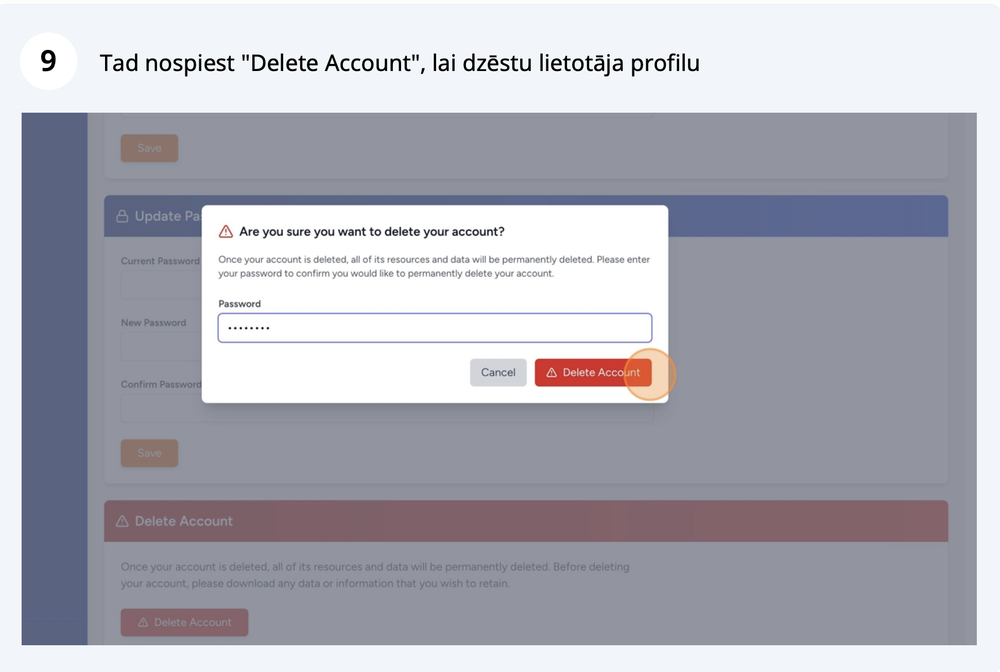 9
Tad nospiest "Delete Account", lai dzēstu lietotāja profilu
Save
Update Pas
Are you sure you want to delete your account?
Once your account is deleted, all of its resources and data will be permanently deleted. Please enter
your password to confirm you would like to permanently delete your account.
Current Password
Password
••••••••
New Password
Cancel
Delete Account
Confirm Password
Save
Delete Account
Once your account is deleted, all of its resources and data will be permanently deleted. Before deleting
your account, please download any data or information that you wish to retain.
Delete Account